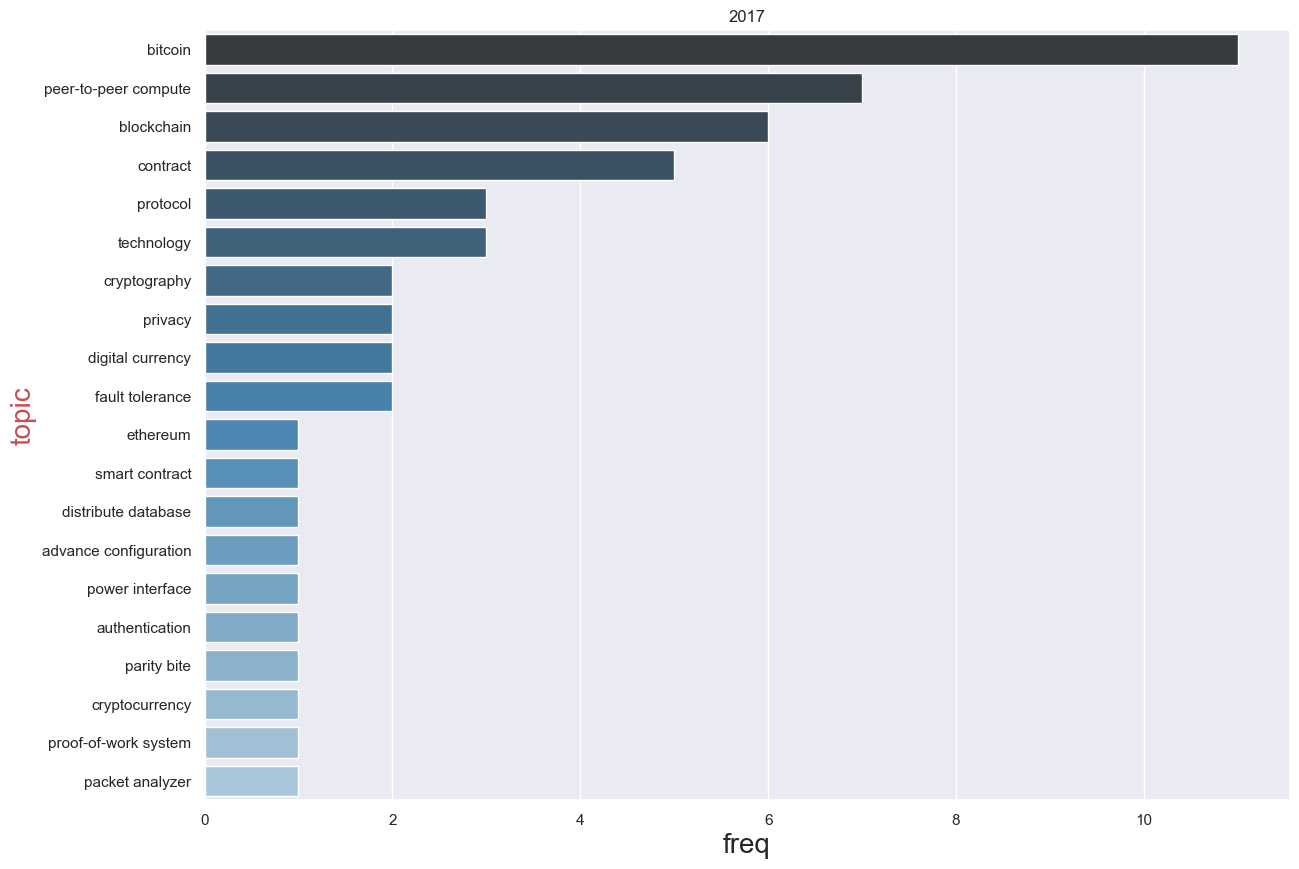 2017
bitcoin
peer-to-peer compute
blockchain
contract
protocol
technology
cryptography
privacy
digital currency
fault tolerance
ethereum
smart contract
distribute database
advance configuration
power interface
authentication
parity bite
cryptocurrency
proof-of-work system
packet analyzer
topic
0 2 4 6 8 10
freq